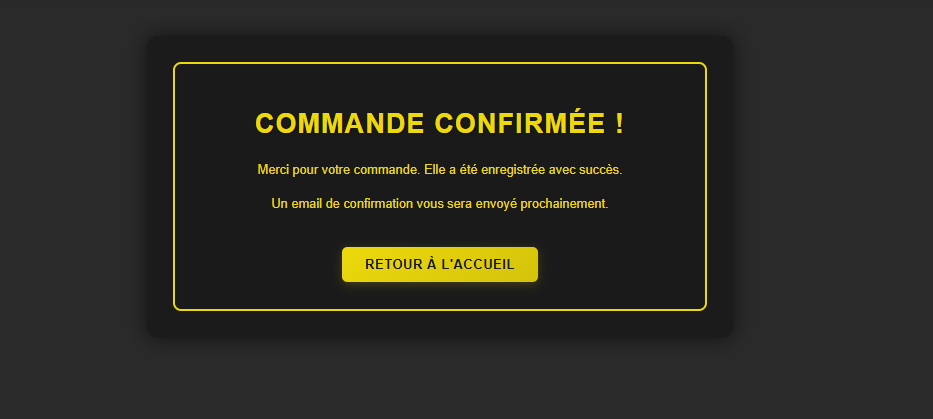 COMMANDE CONFIRMÉE !
Merci pour votre commande. Elle a été enregistrée avec succès.
Un email de confirmation vous sera envoyé prochainement.
RETOUR À L'ACCUEIL